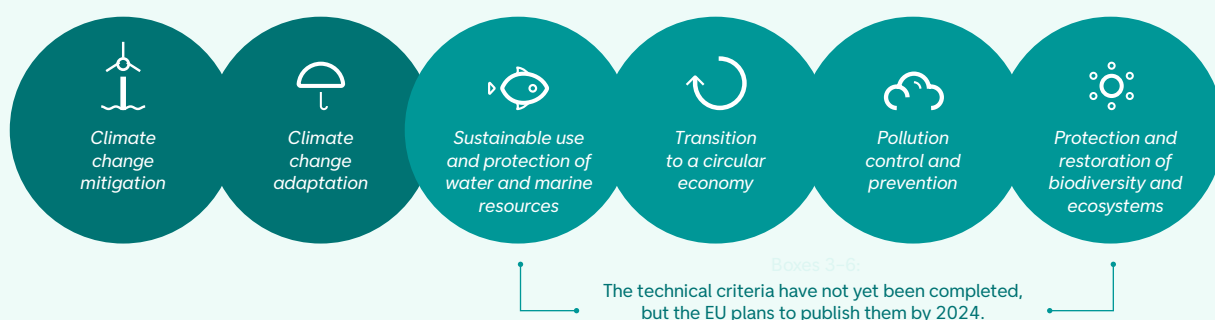 Climate
change
mitigation
Climate
change
adaptation
Sustainable use
and protection of
water and marine
resources
Transition
to a circular
economy
Pollution
control and
prevention
Protection and
restoration of
biodiversity and
ecosystems
Boxes 3–6:
The technical criteria have not yet been completed,
but the EU plans to publish them by 2024.